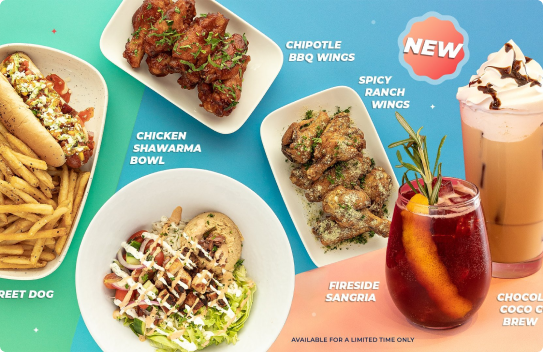 CHIPOTLE
BBQ WINGS
NEW
SPICY
RANCH
WINGS
CHICKEN
SHAWARMA
BOWL
REET DOG
FIRESIDE
SANGRIA
CHOCOL
COCO C
BREW
AVAILABLE FOR A LIMITED TIME ONLY